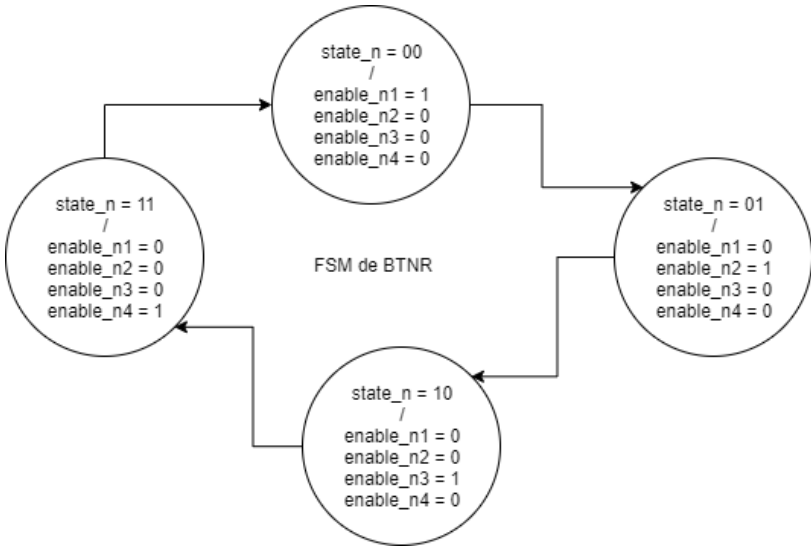 state_n = 00
/
enable_n1 = 1
enable_n2 = 0
enable_n3 = 0
enable_n4 = 0
state_n = 11
/
enable_n1 = 0
enable_n2 = 0
enable_n3 = 0
enable_n4 = 1
FSM de BTNR
state_n = 01
/
enable_n1 = 0
enable_n2 = 1
enable_n3 = 0
enable_n4 = 0
state_n = 10
/
enable_n1 = 0
enable_n2 = 0
enable_n3 = 1
enable_n4 = 0